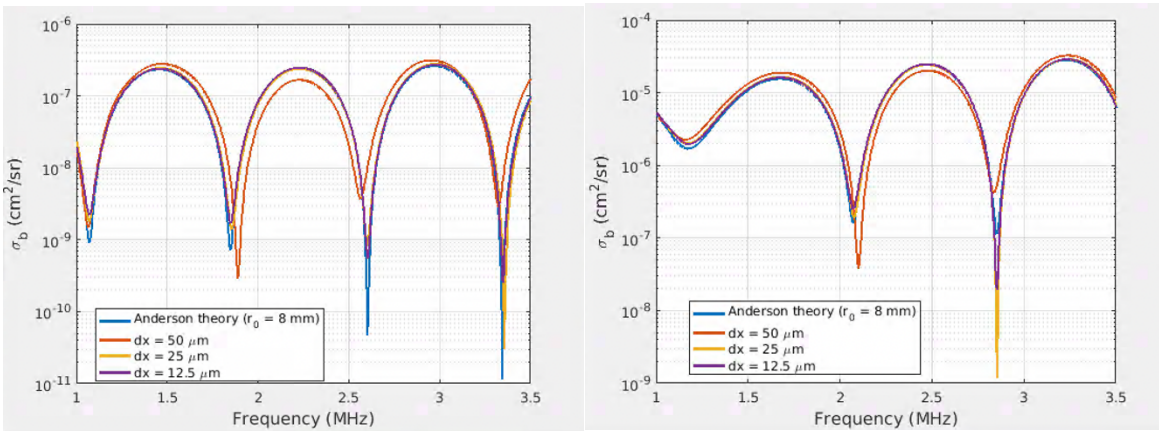 10^-6
10^-7
10^-8
10^-9
10^-10
10^-11
σ_b (cm^2/sr)
Anderson theory (r_0 = 8 mm)
dx = 50 μm
dx = 25 μm
dx = 12.5 μm
1 1.5 2 2.5 3 3.5
Frequency (MHz)
10^-4
10^-5
10^-6
10^-7
10^-8
10^-9
σ_b (cm^2/sr)
Anderson theory (r_0 = 8 mm)
dx = 50 μm
dx = 25 μm
dx = 12.5 μm
1 1.5 2 2.5 3 3.5
Frequency (MHz)